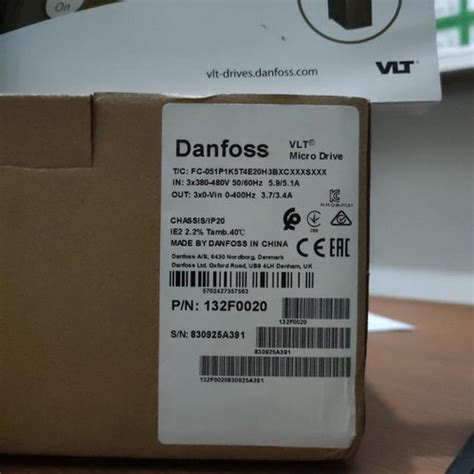 On
vlt-drives.danfoss.com
VLT
Danfoss
VLT®
Micro Drive
T/C: FC-051P1K5T4E20H3BXCXXXSXXX
IN: 3x380-480V 50/60Hz 5.9/5.1A
OUT: 3x0-Vin 0-400Hz 3.7/3.4A
CHASSIS/IP20
IE2 2.2% Tamb.40℃
MADE BY DANFOSS IN CHINA
CE EAC
Danfoss A/S, 6430 Nordborg, Denmark
Danfoss Ltd. Oxford Road, UB9 4LH Denham, UK
5702427357563
P/N: 132F0020
132F0020
S/N: 830925A391
830925A391
132F0020830925A391